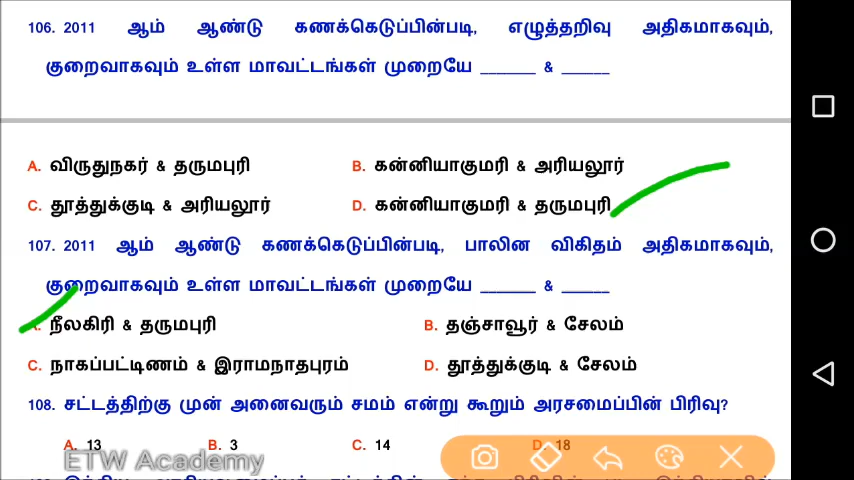 106. 2011 ஆம் ஆண்டு கணக்கெடுப்பின்படி, எழுத்தறிவு அதிகமாகவும்,
குறைவாகவும் உள்ள மாவட்டங்கள் முறையே ______ & ______
A. விருதுநகர் & தருமபுரி B. கன்னியாகுமரி & அரியலூர்
C. தூத்துக்குடி & அரியலூர் D. கன்னியாகுமரி & தருமபுரி
107. 2011 ஆம் ஆண்டு கணக்கெடுப்பின்படி, பாலின விகிதம் அதிகமாகவும்,
குறைவாகவும் உள்ள மாவட்டங்கள் முறையே ______ & ______
A. நீலகிரி & தருமபுரி B. தஞ்சாவூர் & சேலம்
C. நாகப்பட்டிணம் & இராமநாதபுரம் D. தூத்துக்குடி & சேலம்
108. சட்டத்திற்கு முன் அனைவரும் சமம் என்று கூறும் அரசமைப்பின் பிரிவு?
A. 13 B. 3 C. 14 D. 18
ETW Academy